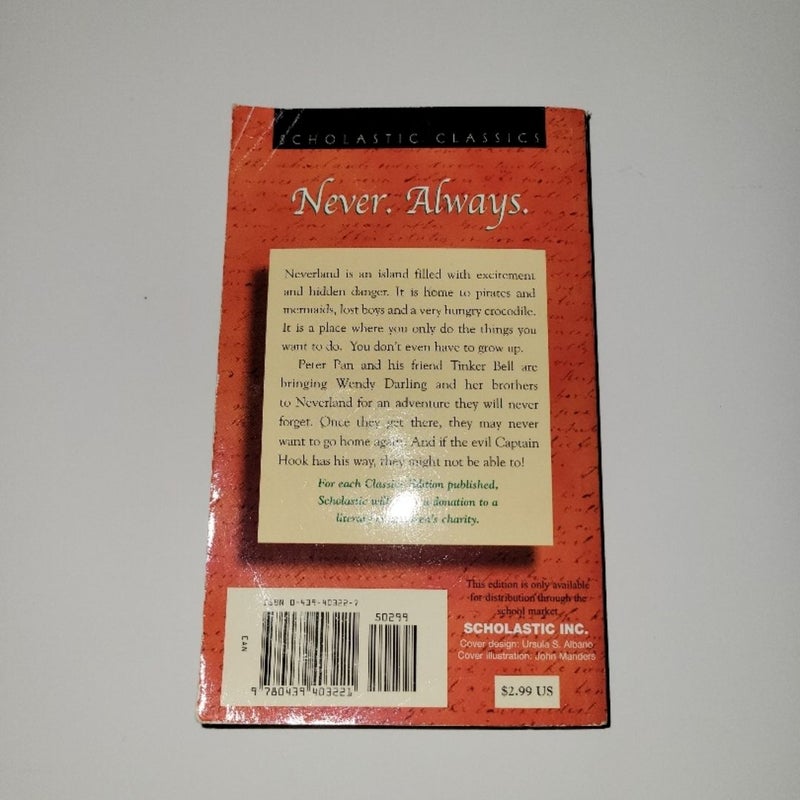 SCHOLASTIC CLASSICS
Never. Always.
Neverland is an island filled with excitement
and hidden danger. It is home to pirates and
mermaids, lost boys and a very hungry crocodile.
It is a place where you only do the things you
want to do. You don't even have to grow up.
Peter Pan and his friend Tinker Bell are
bringing Wendy Darling and her brothers
to Neverland for an adventure they will never
forget. Once they get there, they may never
want to go home again. And if the evil Captain
Hook has his way, they might not be able to!
For each Classics Edition published,
Scholastic will a donation to a
literacy children's charity.
This edition is only available
for distribution through the
school market.
SCHOLASTIC INC.
Cover design: Ursula S. Albano
Cover illustration: John Manders
$2.99 US
ISBN 0-439-40322-7
50299
EAN
9 780439 403221